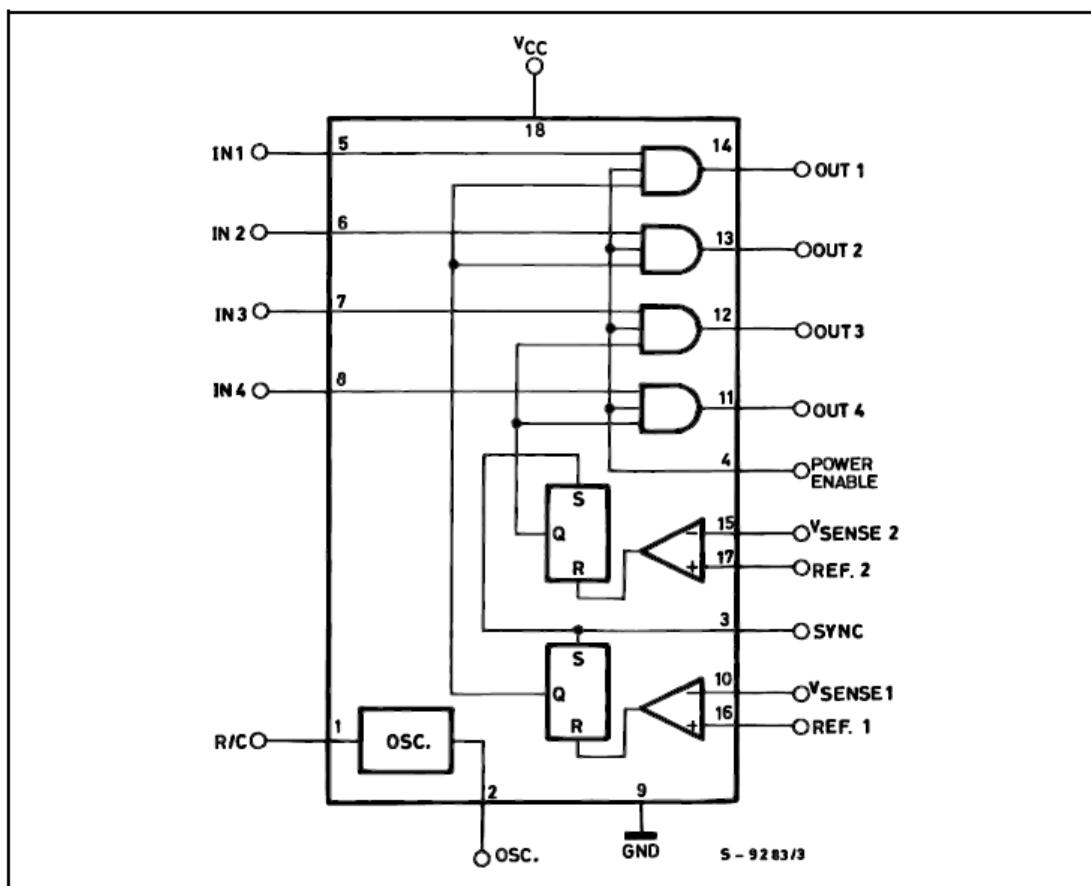 VCC
18
IN 1
5
14
OUT 1
IN 2
6
13
OUT 2
IN 3
7
12
OUT 3
IN 4
8
11
OUT 4
4
POWER
ENABLE
S
Q
R
-
+
15
VSENSE 2
17
REF. 2
3
SYNC
S
Q
R
-
+
10
VSENSE 1
16
REF. 1
R/C
1
OSC.
2
OSC.
9
GND
S-9283/3